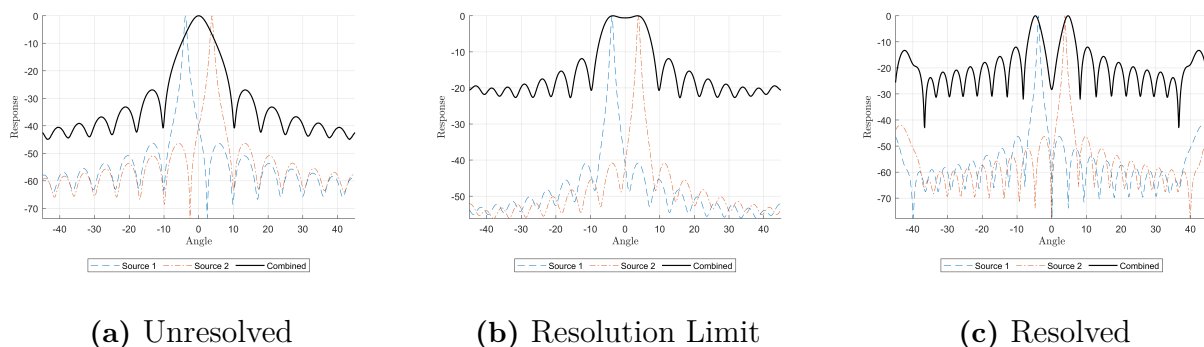 0
-10
-20
-30
-40
-50
-60
-70
Response
-40 -30 -20 -10 0 10 20 30 40
Angle
Source 1 Source 2 Combined
(a) Unresolved
0
-10
-20
-30
-40
-50
Response
-40 -30 -20 -10 0 10 20 30 40
Angle
Source 1 Source 2 Combined
(b) Resolution Limit
0
-10
-20
-30
-40
-50
-60
-70
Response
-40 -30 -20 -10 0 10 20 30 40
Angle
Source 1 Source 2 Combined
(c) Resolved